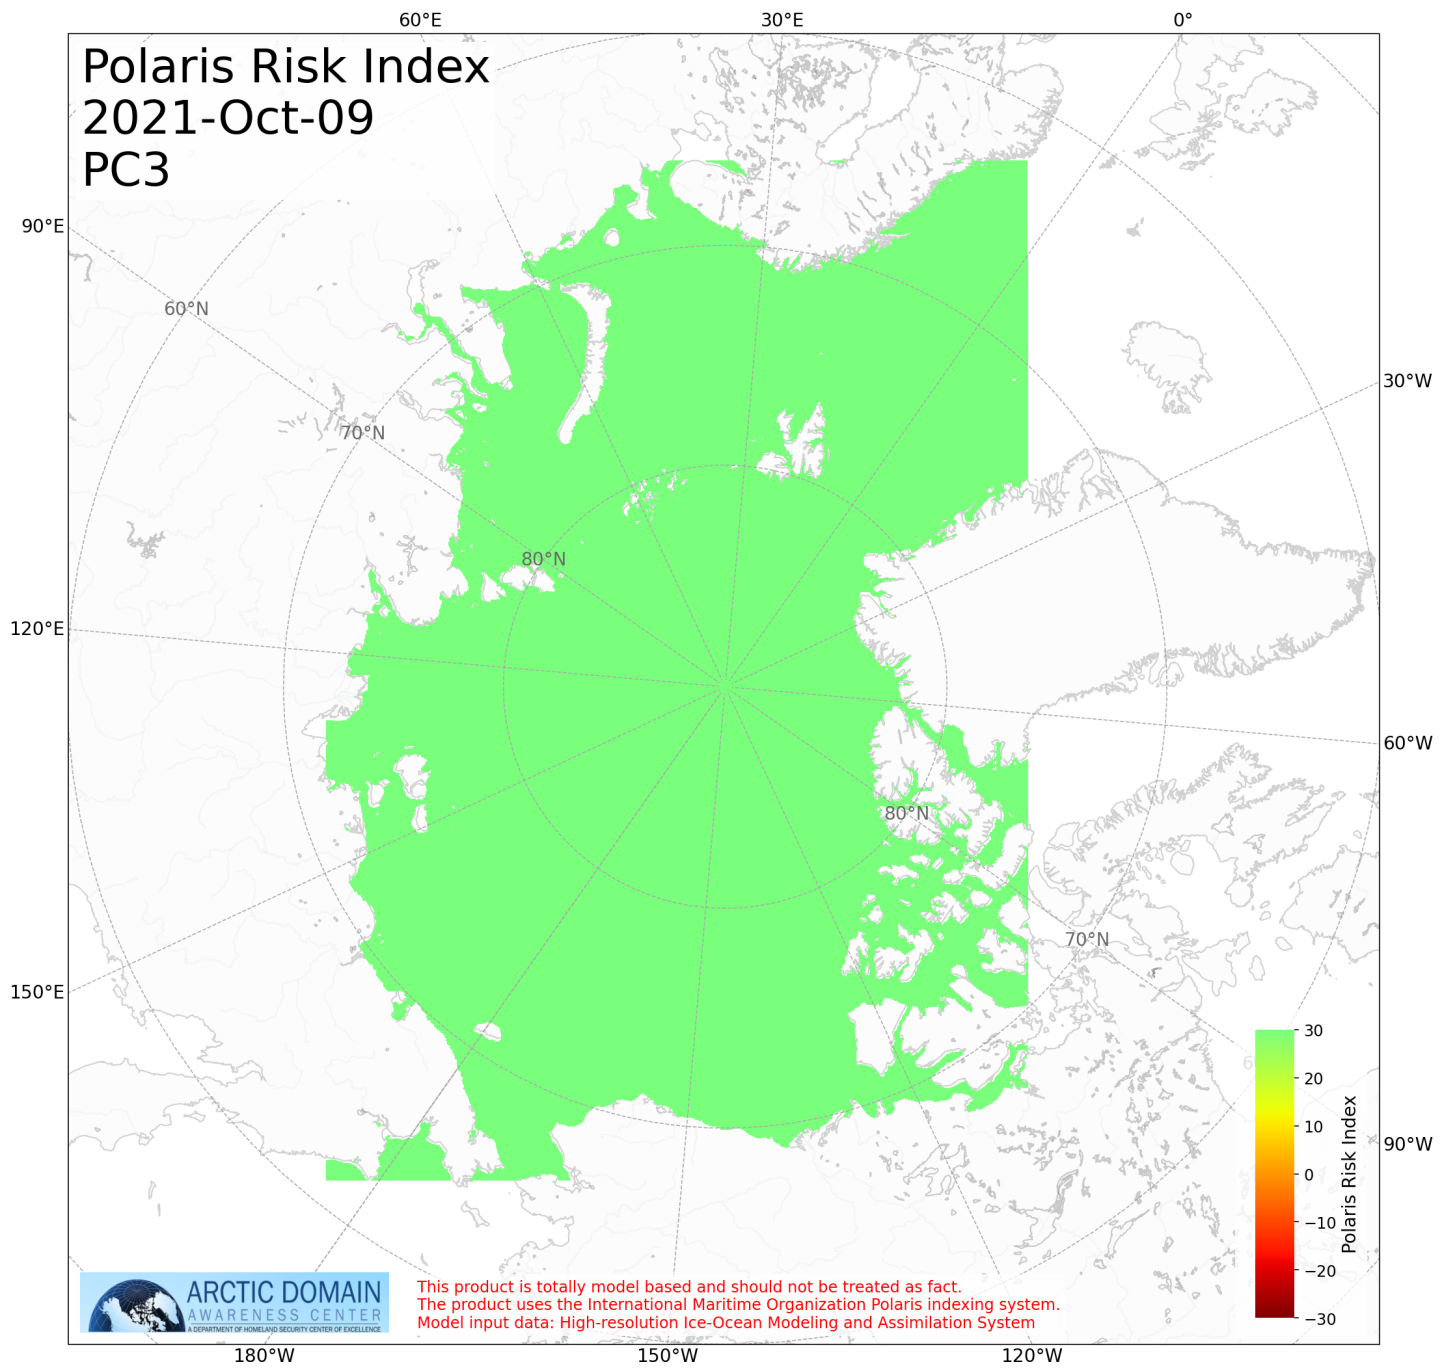 60°E 30°E 0°
Polaris Risk Index
2021-Oct-09
PC3
90°E
60°N
30°W
70°N
80°N
120°E
60°W
80°N
70°N
150°E
30
20
10
0
−10
−20
−30
Polaris Risk Index
90°W
ARCTIC DOMAIN
AWARENESS CENTER
A DEPARTMENT OF HOMELAND SECURITY CENTER OF EXCELLENCE
This product is totally model based and should not be treated as fact.
The product uses the International Maritime Organization Polaris indexing system.
Model input data: High-resolution Ice-Ocean Modeling and Assimilation System
180°W 150°W 120°W